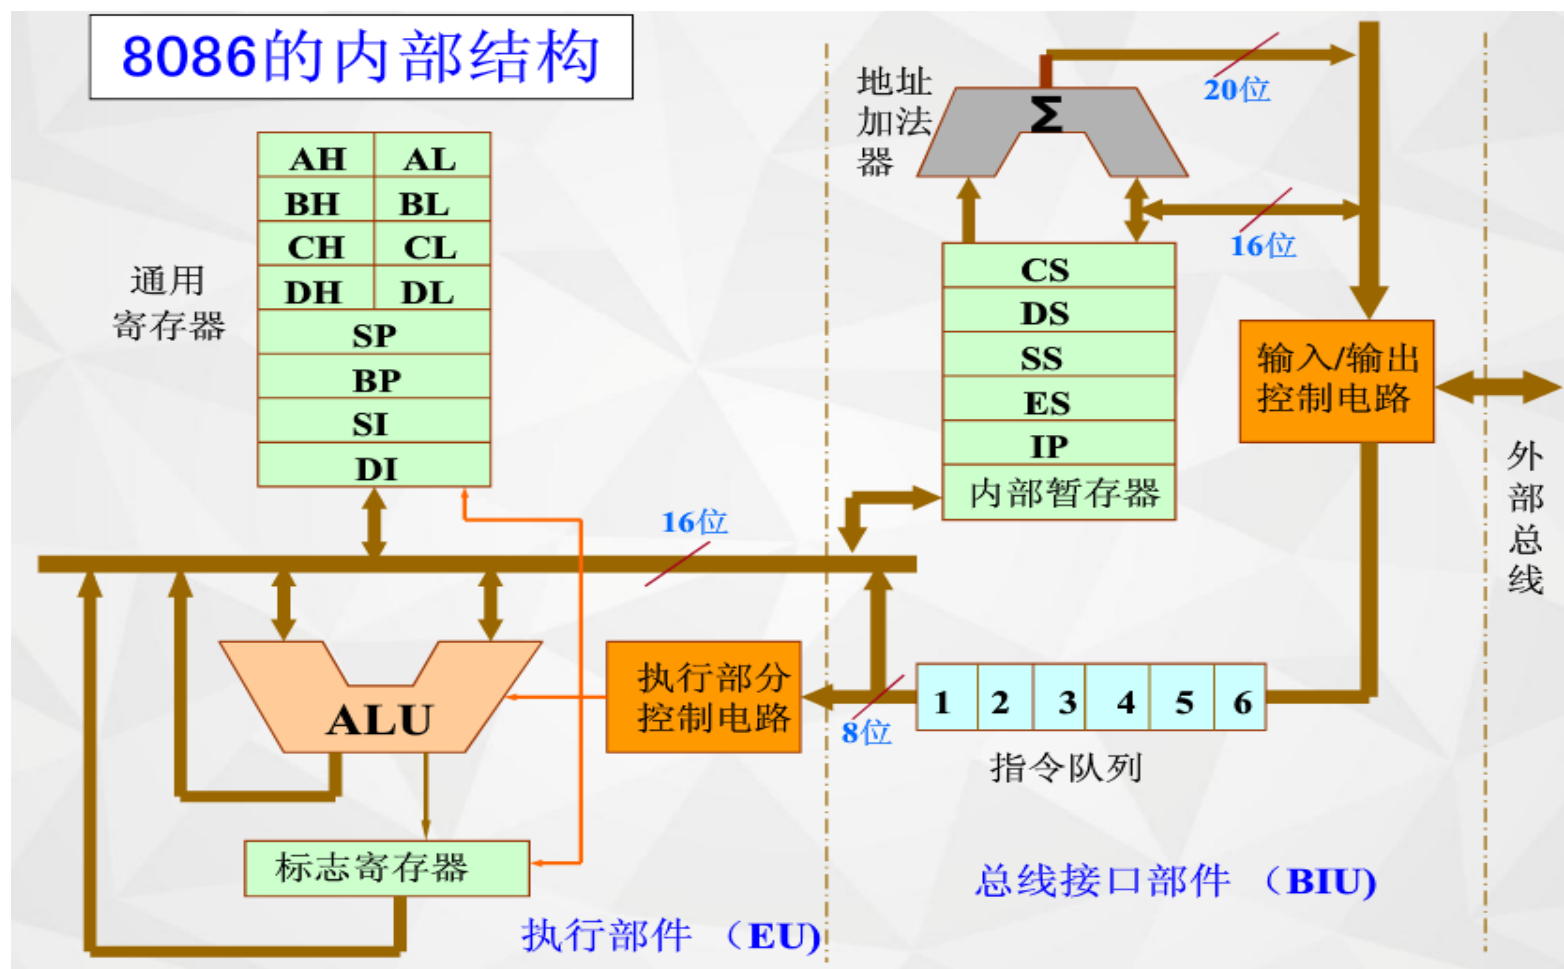 8086的内部结构
AH AL
BH BL
CH CL
DH DL
SP
BP
SI
DI
通用
寄存器
16位
ALU
执行部分
控制电路
标志寄存器
执行部件 （EU)
地址
加法
器
Σ
20位
16位
CS
DS
SS
ES
IP
内部暂存器
输入/输出
控制电路
外
部
总
线
8位
1 2 3 4 5 6
指令队列
总线接口部件 （BIU)